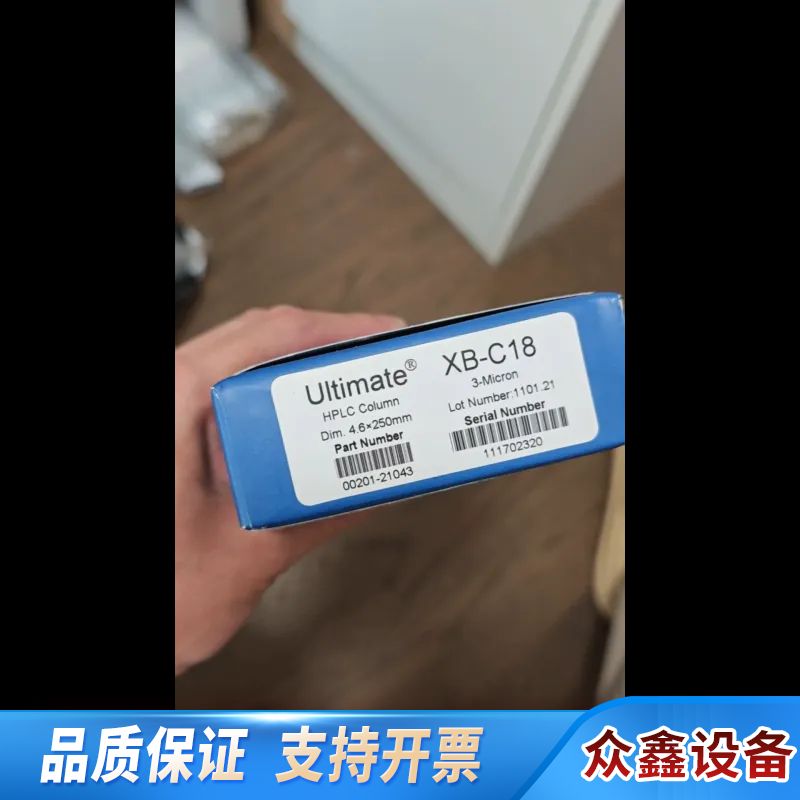 Ultimate® XB-C18
HPLC Column 3-Micron
Dim. 4.6×250mm Lot Number:1101.21
Part Number Serial Number
00201-21043 111702320
品质保证 支持开票 众鑫设备